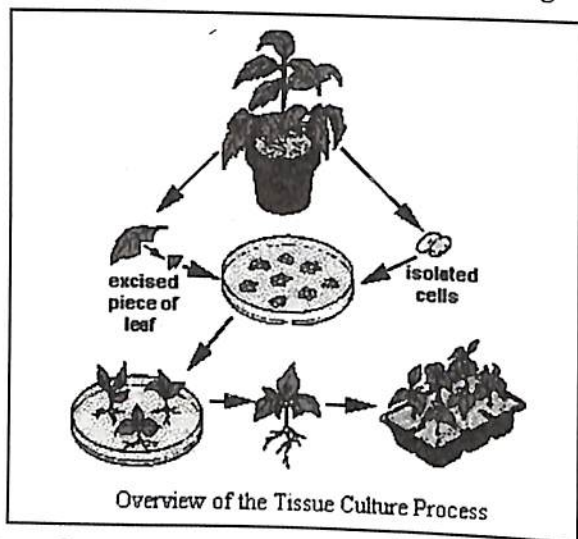 excised
piece of
leaf
isolated
cells
Overview of the Tissue Culture Process